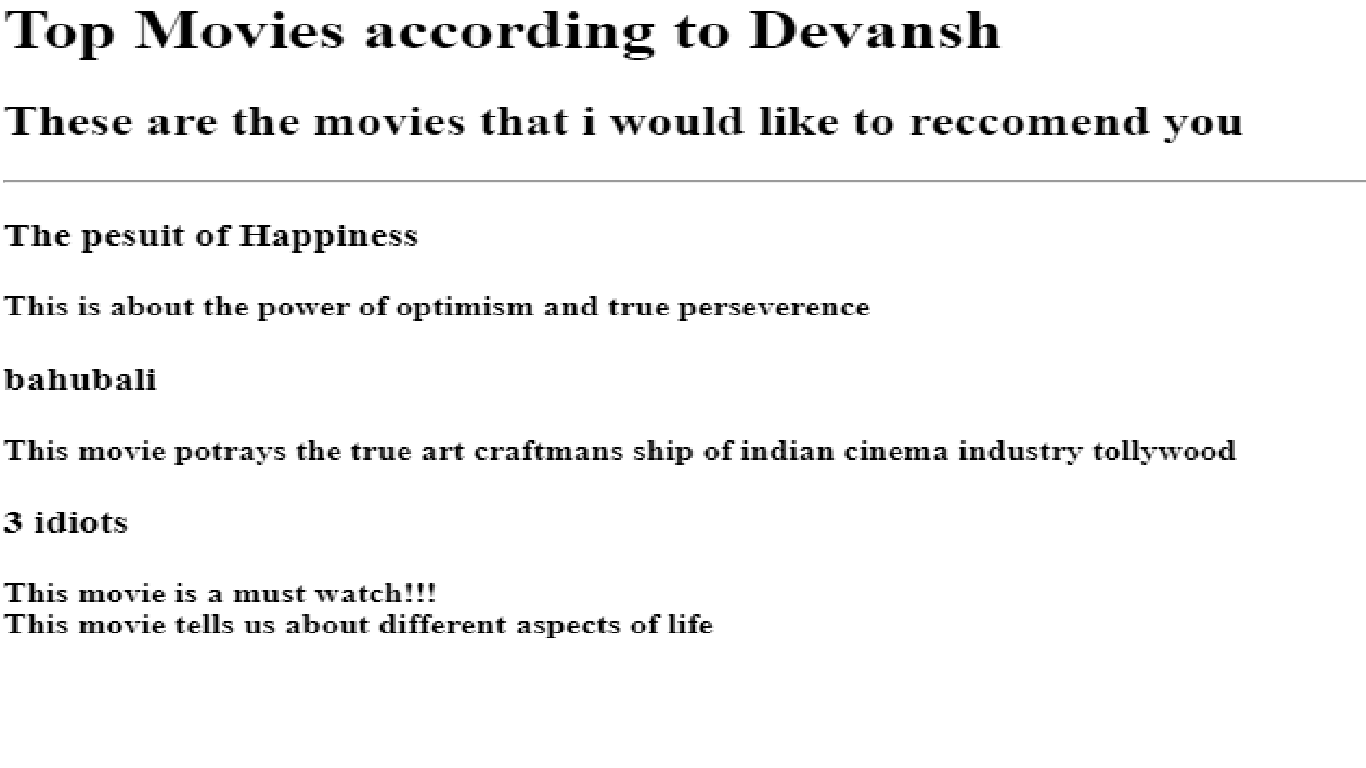 Top Movies according to Devansh
These are the movies that i would like to reccomend you
The pesuit of Happiness
This is about the power of optimism and true perseverence
bahubali
This movie potrays the true art craftmans ship of indian cinema industry tollywood
3 idiots
This movie is a must watch!!!
This movie tells us about different aspects of life